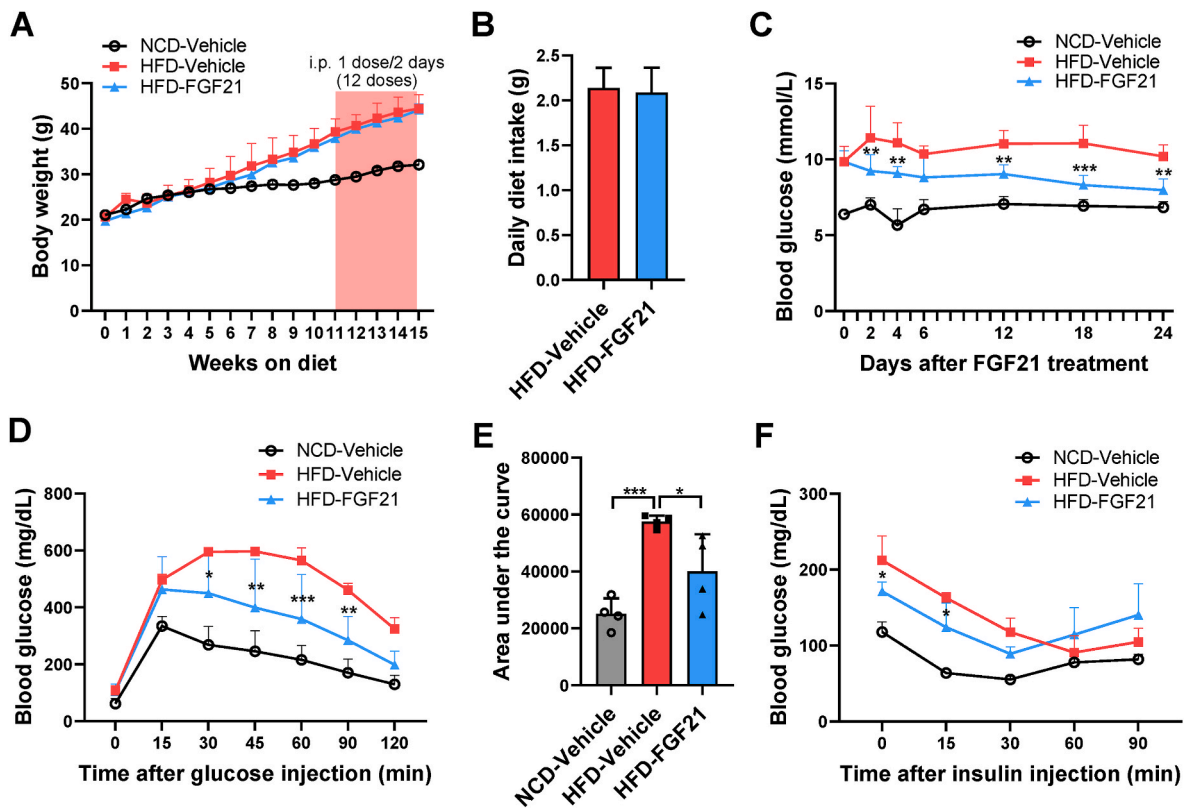 A
NCD-Vehicle
HFD-Vehicle
HFD-FGF21
i.p. 1 dose/2 days
(12 doses)
Body weight (g)
50
40
30
20
10
0
0 1 2 3 4 5 6 7 8 9 10 11 12 13 14 15
Weeks on diet
B
Daily diet intake (g)
2.5
2.0
1.5
1.0
0.5
0.0
HFD-Vehicle
HFD-FGF21
C
NCD-Vehicle
HFD-Vehicle
HFD-FGF21
Blood glucose (mmol/L)
15
10
5
0
** ** ** *** **
0 2 4 6 12 18 24
Days after FGF21 treatment
D
NCD-Vehicle
HFD-Vehicle
HFD-FGF21
Blood glucose (mg/dL)
800
600
400
200
0
* ** *** **
0 15 30 45 60 90 120
Time after glucose injection (min)
E
Area under the curve
80000
60000
40000
20000
0
*** *
NCD-Vehicle
HFD-Vehicle
HFD-FGF21
F
NCD-Vehicle
HFD-Vehicle
HFD-FGF21
Blood glucose (mg/dL)
300
200
100
0
* *
0 15 30 60 90
Time after insulin injection (min)